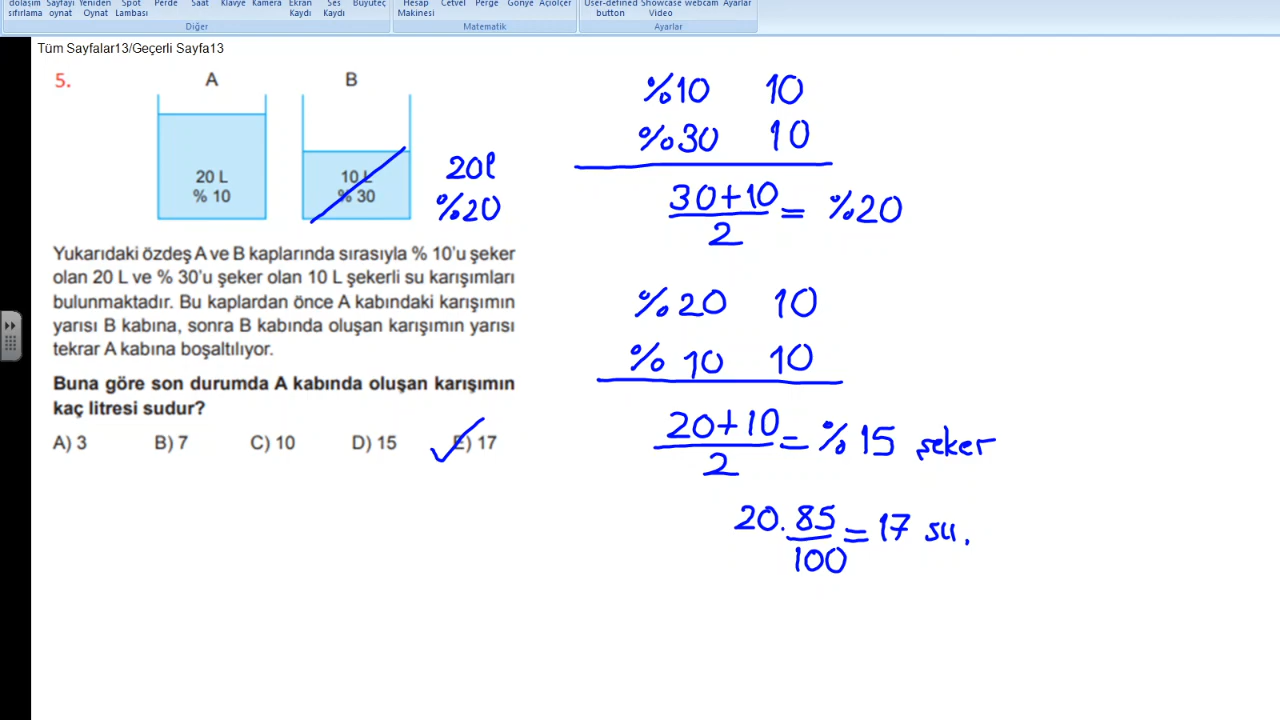 dolaşım Sayfayı Yeniden Spot Perde Saat Klavye Kamera Ekran Ses Büyüteç Hesap Cetvel Perge Gönye Açıölçer User-defined Showcase webcam Ayarlar
sıfırlama oynat Oynat Lambası Kaydı Kaydı Makinesi button Video
Diğer Matematik Ayarlar
Tüm Sayfalar13/Geçerli Sayfa13
5.
A B
20 L
% 10
10 L
% 30
20l
%20
Yukarıdaki özdeş A ve B kaplarında sırasıyla % 10'u şeker
olan 20 L ve % 30'u şeker olan 10 L şekerli su karışımları
bulunmaktadır. Bu kaplardan önce A kabındaki karışımın
yarısı B kabına, sonra B kabında oluşan karışımın yarısı
tekrar A kabına boşaltılıyor.
Buna göre son durumda A kabında oluşan karışımın
kaç litresi sudur?
A) 3 B) 7 C) 10 D) 15 E) 17
%10 10
%30 10
30+10
2
= %20
%20 10
% 10 10
20+10
2
= %15 şeker
20. 85
100
= 17 su.